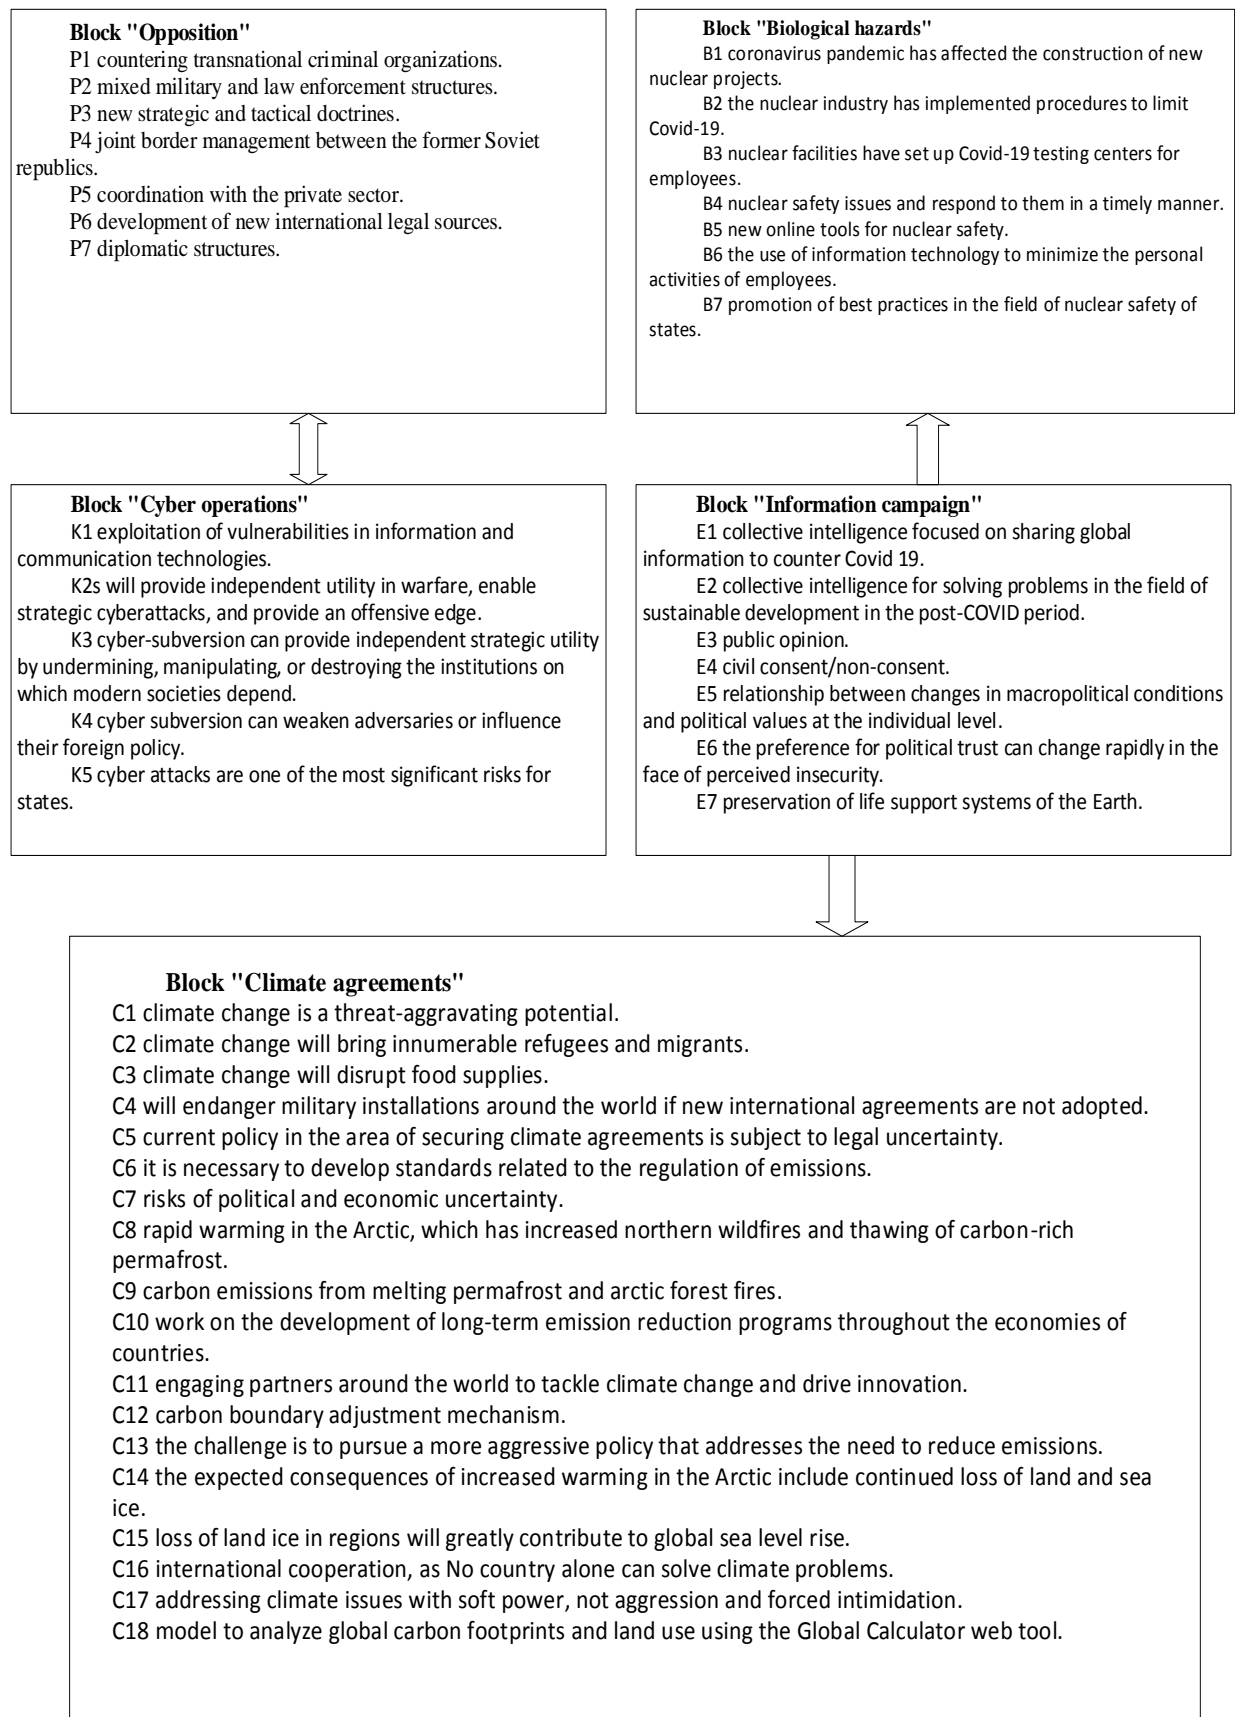 Block "Opposition"
P1 countering transnational criminal organizations.
P2 mixed military and law enforcement structures.
P3 new strategic and tactical doctrines.
P4 joint border management between the former Soviet
republics.
P5 coordination with the private sector.
P6 development of new international legal sources.
P7 diplomatic structures.
Block "Biological hazards"
B1 coronavirus pandemic has affected the construction of new
nuclear projects.
B2 the nuclear industry has implemented procedures to limit
Covid-19.
B3 nuclear facilities have set up Covid-19 testing centers for
employees.
B4 nuclear safety issues and respond to them in a timely manner.
B5 new online tools for nuclear safety.
B6 the use of information technology to minimize the personal
activities of employees.
B7 promotion of best practices in the field of nuclear safety of
states.
Block "Cyber operations"
K1 exploitation of vulnerabilities in information and
communication technologies.
K2s will provide independent utility in warfare, enable
strategic cyberattacks, and provide an offensive edge.
K3 cyber-subversion can provide independent strategic utility
by undermining, manipulating, or destroying the institutions on
which modern societies depend.
K4 cyber subversion can weaken adversaries or influence
their foreign policy.
K5 cyber attacks are one of the most significant risks for
states.
Block "Information campaign"
E1 collective intelligence focused on sharing global
information to counter Covid 19.
E2 collective intelligence for solving problems in the field of
sustainable development in the post-COVID period.
E3 public opinion.
E4 civil consent/non-consent.
E5 relationship between changes in macropolitical conditions
and political values at the individual level.
E6 the preference for political trust can change rapidly in the
face of perceived insecurity.
E7 preservation of life support systems of the Earth.
Block "Climate agreements"
C1 climate change is a threat-aggravating potential.
C2 climate change will bring innumerable refugees and migrants.
C3 climate change will disrupt food supplies.
C4 will endanger military installations around the world if new international agreements are not adopted.
C5 current policy in the area of securing climate agreements is subject to legal uncertainty.
C6 it is necessary to develop standards related to the regulation of emissions.
C7 risks of political and economic uncertainty.
C8 rapid warming in the Arctic, which has increased northern wildfires and thawing of carbon-rich
permafrost.
C9 carbon emissions from melting permafrost and arctic forest fires.
C10 work on the development of long-term emission reduction programs throughout the economies of
countries.
C11 engaging partners around the world to tackle climate change and drive innovation.
C12 carbon boundary adjustment mechanism.
C13 the challenge is to pursue a more aggressive policy that addresses the need to reduce emissions.
C14 the expected consequences of increased warming in the Arctic include continued loss of land and sea
ice.
C15 loss of land ice in regions will greatly contribute to global sea level rise.
C16 international cooperation, as No country alone can solve climate problems.
C17 addressing climate issues with soft power, not aggression and forced intimidation.
C18 model to analyze global carbon footprints and land use using the Global Calculator web tool.